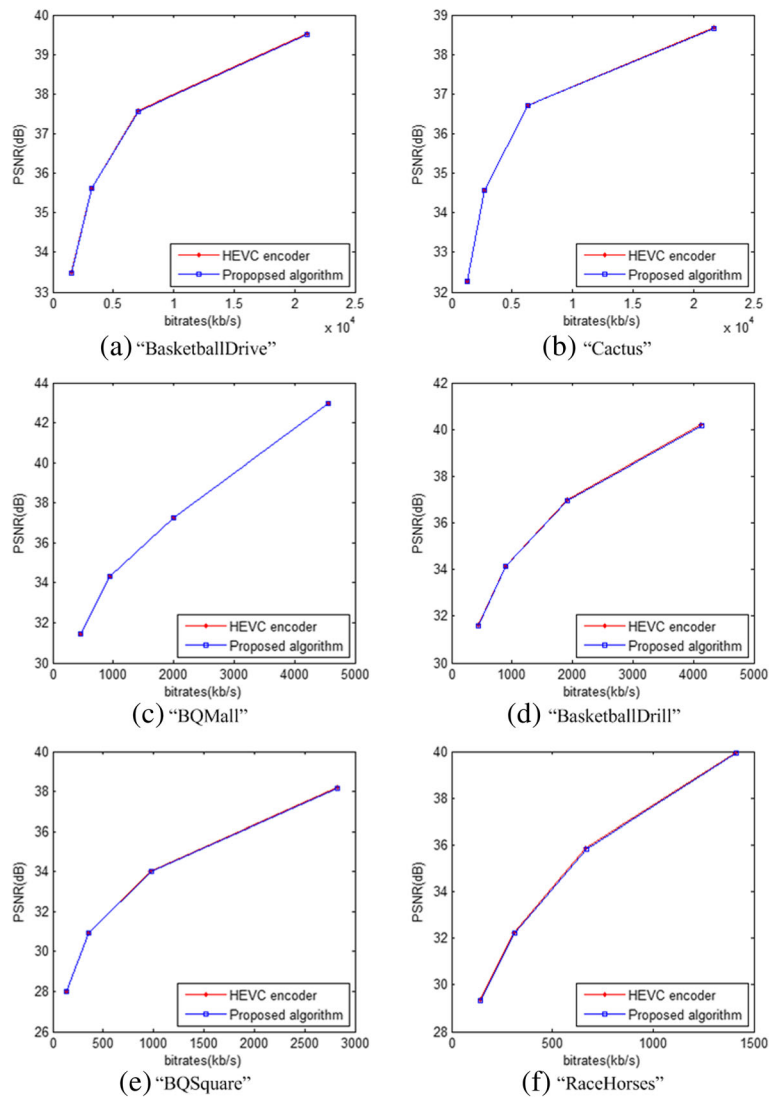 40
39
38
37
36
35
34
33
PSNR(dB)
HEVC encoder
Propopsed algorithm
0 0.5 1 1.5 2 2.5
bitrates(kb/s)
x 10⁴
(a) “BasketballDrive”
39
38
37
36
35
34
33
32
PSNR(dB)
HEVC encoder
Proposed algorithm
0 0.5 1 1.5 2 2.5
bitrates(kb/s)
x 10⁴
(b) “Cactus”
44
42
40
38
36
34
32
30
PSNR(dB)
HEVC encoder
Proposed algorithm
0 1000 2000 3000 4000 5000
bitrates(kb/s)
(c) “BQMall”
42
40
38
36
34
32
30
PSNR(dB)
HEVC encoder
Proposed algorithm
0 1000 2000 3000 4000 5000
bitrates(kb/s)
(d) “BasketballDrill”
40
38
36
34
32
30
28
26
PSNR(dB)
HEVC encoder
Proposed algorithm
0 500 1000 1500 2000 2500 3000
bitrates(kb/s)
(e) “BQSquare”
40
38
36
34
32
30
28
PSNR(dB)
HEVC encoder
Proposed algorithm
0 500 1000 1500
bitrates(kb/s)
(f) “RaceHorses”